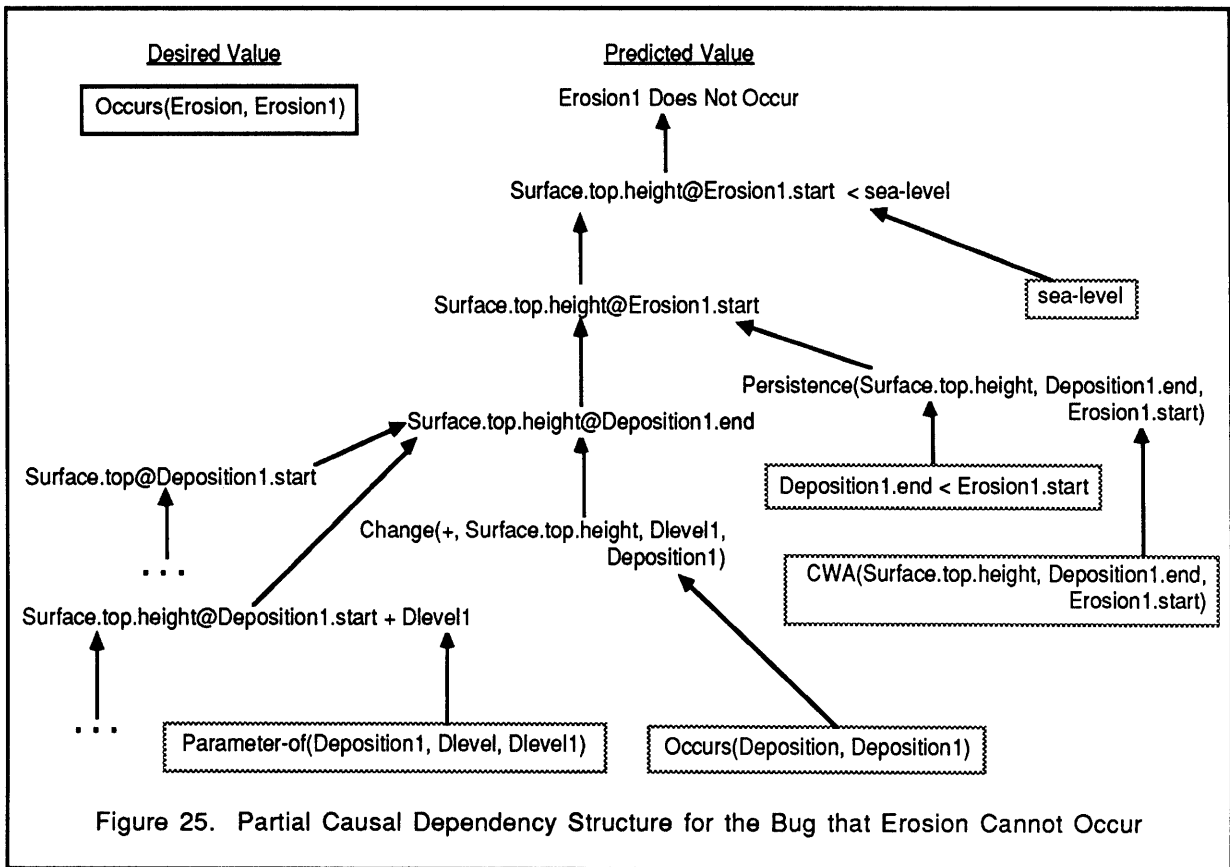 Desired Value
Predicted Value
Occurs(Erosion, Erosion1)
Erosion1 Does Not Occur
Surface.top.height@Erosion1.start < sea-level
sea-level
Surface.top.height@Erosion1.start
Persistence(Surface.top.height, Deposition1.end,
Erosion1.start)
Surface.top.height@Deposition1.end
Surface.top@Deposition1.start
Deposition1.end < Erosion1.start
Change(+, Surface.top.height, Dlevel1,
Deposition1)
. . .
CWA(Surface.top.height, Deposition1.end,
Erosion1.start)
Surface.top.height@Deposition1.start + Dlevel1
. . .
Parameter-of(Deposition1, Dlevel, Dlevel1)
Occurs(Deposition, Deposition1)
Figure 25. Partial Causal Dependency Structure for the Bug that Erosion Cannot Occur